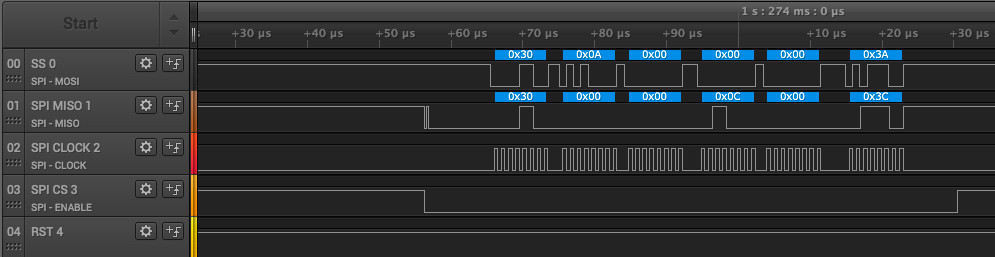 Start
1 s : 274 ms : 0 µs
+30 µs +40 µs +50 µs +60 µs +70 µs +80 µs +90 µs +10 µs +20 µs +30 µs
00 SS 0
SPI - MOSI
0x30 0x0A 0x00 0x00 0x00 0x3A
01 SPI MISO 1
SPI - MISO
0x30 0x00 0x00 0x0C 0x00 0x3C
02 SPI CLOCK 2
SPI - CLOCK
03 SPI CS 3
SPI - ENABLE
04 RST 4